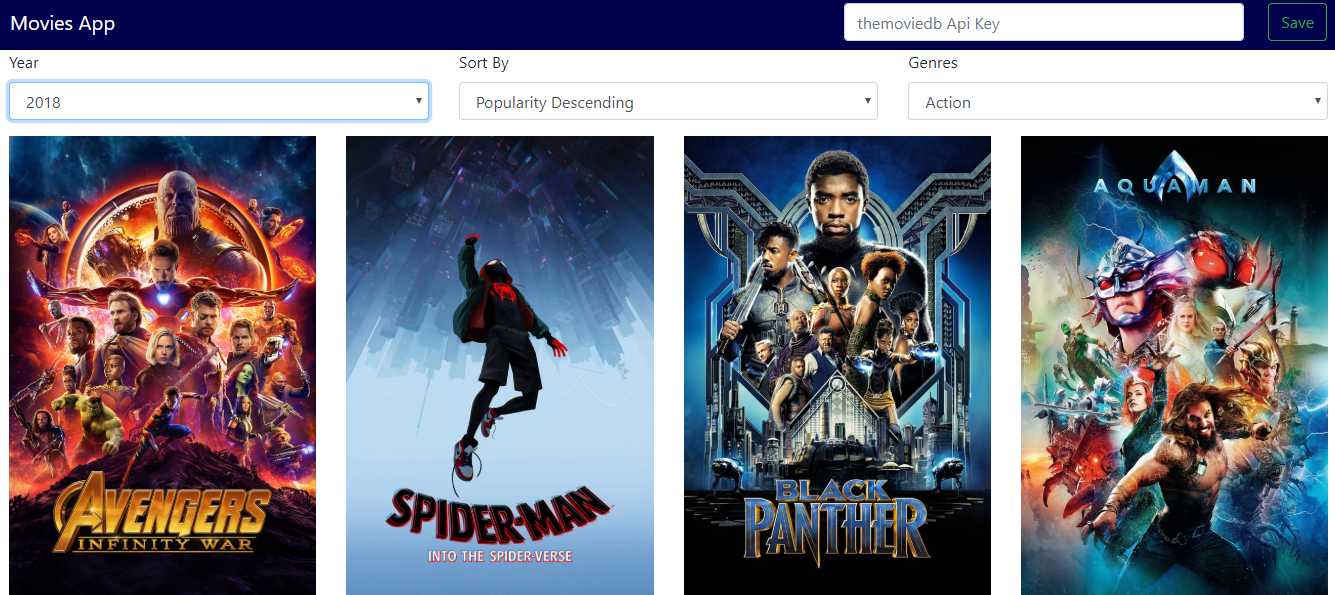 Movies App
themoviedb Api Key
Save
Year
Sort By
Genres
2018
Popularity Descending
Action
AVENGERS
INFINITY WAR
SPIDER-MAN
INTO THE SPIDER-VERSE
BLACK
PANTHER
AQUAMAN